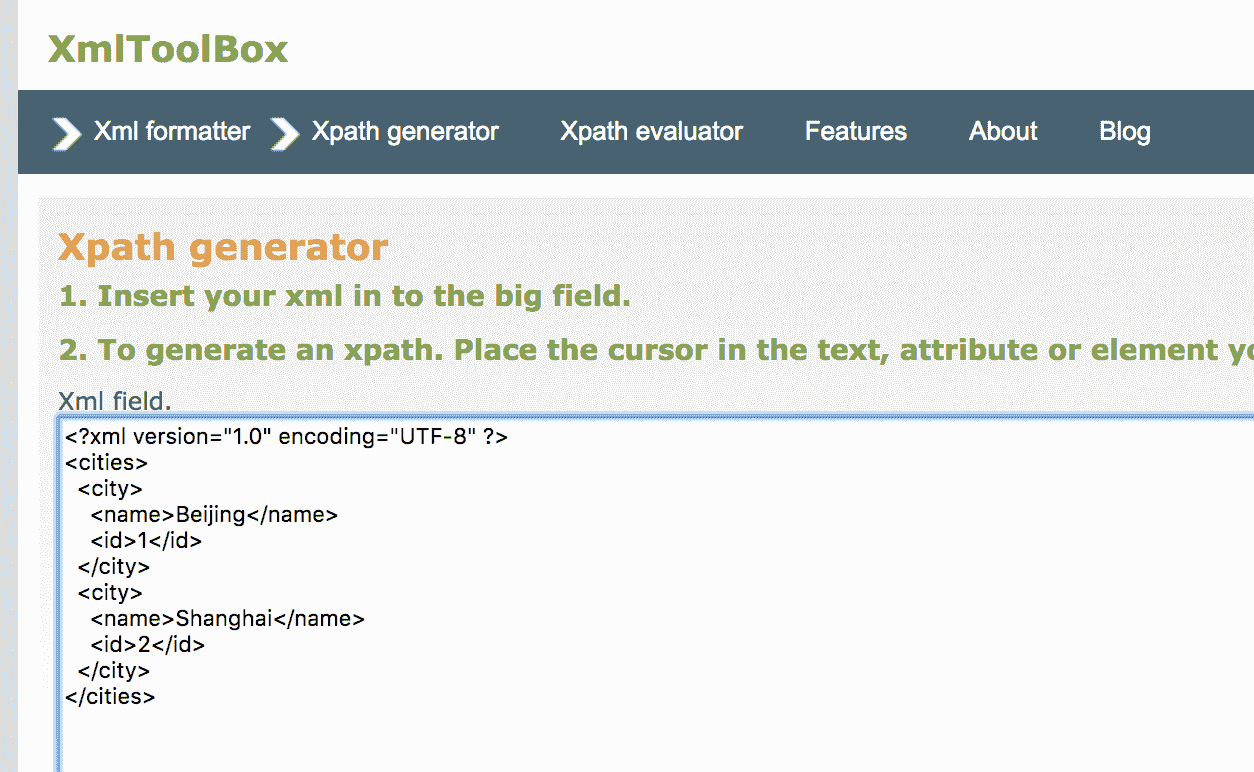 XmlToolBox
Xml formatter Xpath generator Xpath evaluator Features About Blog
Xpath generator
1. Insert your xml in to the big field.
2. To generate an xpath. Place the cursor in the text, attribute or element
Xml field.
<?xml version="1.0" encoding="UTF-8" ?>
<cities>
  <city>
    <name>Beijing</name>
    <id>1</id>
  </city>
  <city>
    <name>Shanghai</name>
    <id>2</id>
  </city>
</cities>